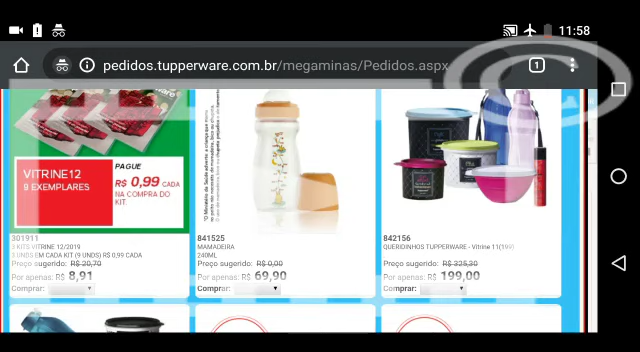 11:58
pedidos.tupperware.com.br/megaminas/Pedidos.aspx
1
VITRINE12
9 EXEMPLARES
PAGUE
R$ 0,99 CADA
NA COMPRA DO
KIT
301911
3 KITS VITRINE 12/2019
3 UNDS EM CADA KIT (9 UNDS) R$ 0,99 CADA
Preço sugerido: R$ 20,70
Por apenas: R$ 8,91
Comprar:
841525
MAMADEIRA
240ML
Preço sugerido: R$ 0,00
Por apenas: R$ 69,90
Comprar:
842156
QUERIDINHOS TUPPERWARE - Vitrine 11(199)
Preço sugerido: R$ 325,30
Por apenas: R$ 199,00
Comprar: